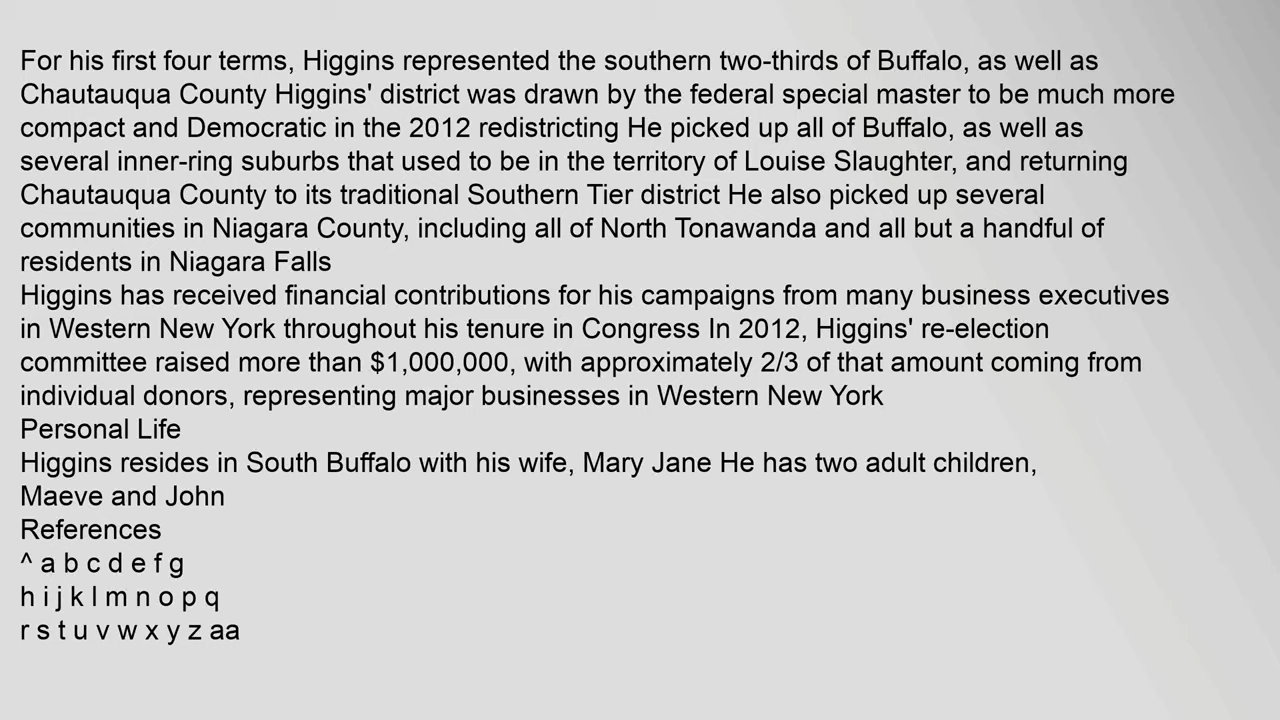 For his first four terms, Higgins represented the southern two-thirds of Buffalo, as well as
Chautauqua County Higgins' district was drawn by the federal special master to be much more
compact and Democratic in the 2012 redistricting He picked up all of Buffalo, as well as
several inner-ring suburbs that used to be in the territory of Louise Slaughter, and returning
Chautauqua County to its traditional Southern Tier district He also picked up several
communities in Niagara County, including all of North Tonawanda and all but a handful of
residents in Niagara Falls
Higgins has received financial contributions for his campaigns from many business executives
in Western New York throughout his tenure in Congress In 2012, Higgins' re-election
committee raised more than $1,000,000, with approximately 2/3 of that amount coming from
individual donors, representing major businesses in Western New York
Personal Life
Higgins resides in South Buffalo with his wife, Mary Jane He has two adult children,
Maeve and John
References
^ a b c d e f g
h i j k l m n o p q
r s t u v w x y z aa